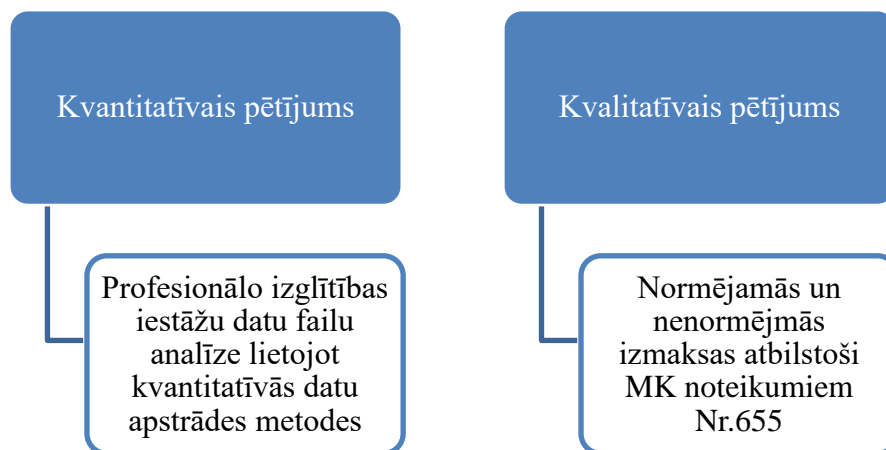 Kvantitatīvais pētījums
Kvalitatīvais pētījums
Profesionālo izglītības
iestāžu datu failu
analīze lietojot
kvantitatīvās datu
apstrādes metodes
Normējamās un
nenormējmās
izmaksas atbilstoši
MK noteikumiem
Nr.655